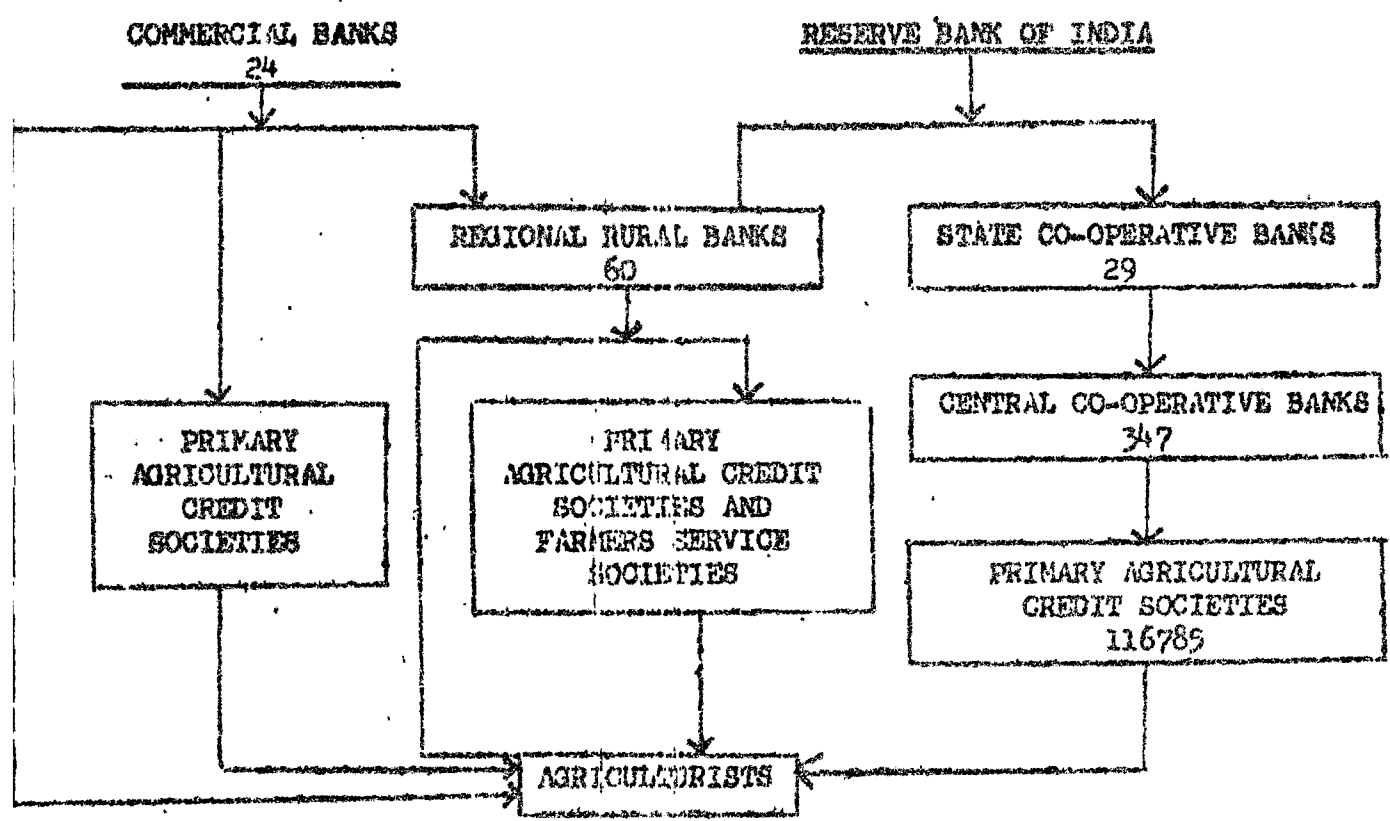 COMMERCIAL BANKS
24
RESERVE BANK OF INDIA
REGIONAL RURAL BANKS
60
STATE CO-OPERATIVE BANKS
29
CENTRAL CO-OPERATIVE BANKS
347
PRIMARY
AGRICULTURAL
CREDIT
SOCIETIES
PRIMARY
AGRICULTURAL CREDIT
SOCIETIES AND
FARMERS SERVICE
SOCIETIES
PRIMARY AGRICULTURAL
CREDIT SOCIETIES
116785
AGRICULTURISTS